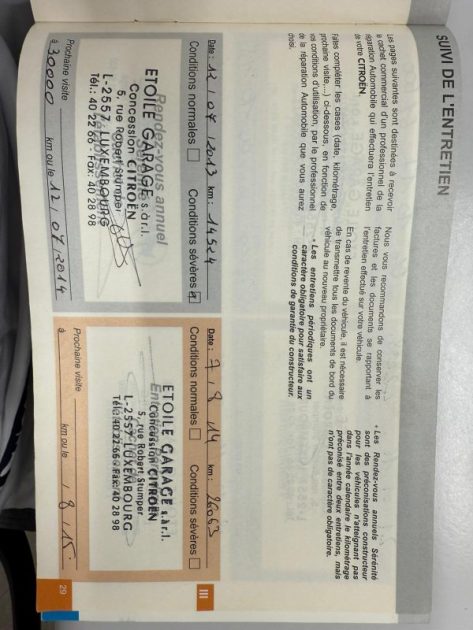 SUIVI DE L'ENTRETIEN
Les pages suivantes sont destinées à recevoir
le cachet commercial d'un professionnel de la
réparation Automobile qui effectuera l'entretien
de votre CITROËN.
Faites compléter les cases (date, kilométrage,
prochaine visite,...) ci-dessous, en fonction de
vos conditions d'utilisation, par le professionnel
de la réparation Automobile que vous aurez
choisi.
Nous vous recommandons de conserver les
factures et les documents se rapportant à
l'entretien effectué sur votre véhicule.
En cas de revente du véhicule, il est nécessaire
de transmettre tous les documents de bord du
véhicule au nouveau propriétaire.
• Les entretiens périodiques ont un
caractère obligatoire pour satisfaire aux
conditions de garantie du constructeur.
• Les Rendez-vous annuels Sérénité
sont des préconisations constructeur
pour les véhicules n'atteignant pas
dans l'année calendaire le kilométrage
préconisé entre deux entretiens, mais
n'ont pas de caractère obligatoire.
Date : 12 / 04 / 2013 km : 14524
Conditions normales Conditions sévères
Rendez-vous annuel
ETOILE GARAGE s.àr.l.
Concession CITROËN
5, rue Robert Stumper
L-2557 LUXEMBOURG
Tél.: 40 22 66 - Fax: 40 28 98
Prochaine visite
à 30000 km ou le 12 04 2014
III
Date : 7 / 8 / 14 km : 26063
Conditions normales Conditions sévères
ETOILE GARAGE s.àr.l.
Concession CITROËN
5, rue Robert Stumper
L-2557 LUXEMBOURG
Tél.: 40 22 66 - Fax: 40 28 98
Prochaine visite
à km ou le / 8 / 15
29